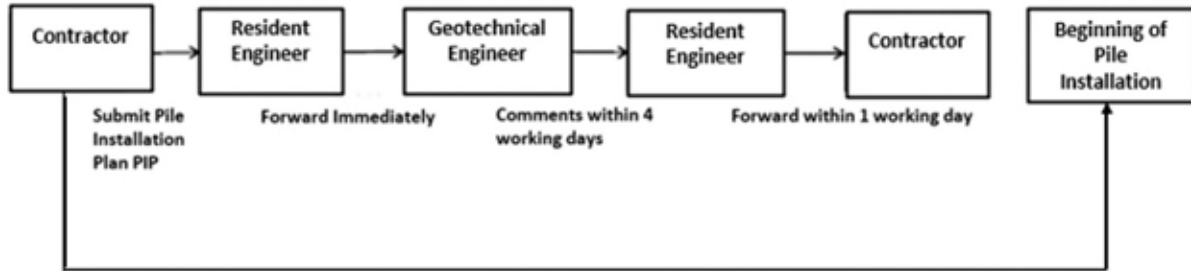 Contractor
Resident
Engineer
Geotechnical
Engineer
Resident
Engineer
Contractor
Beginning of
Pile
Installation
Submit Pile
Installation
Plan PIP
Forward Immediately
Comments within 4
working days
Forward within 1 working day